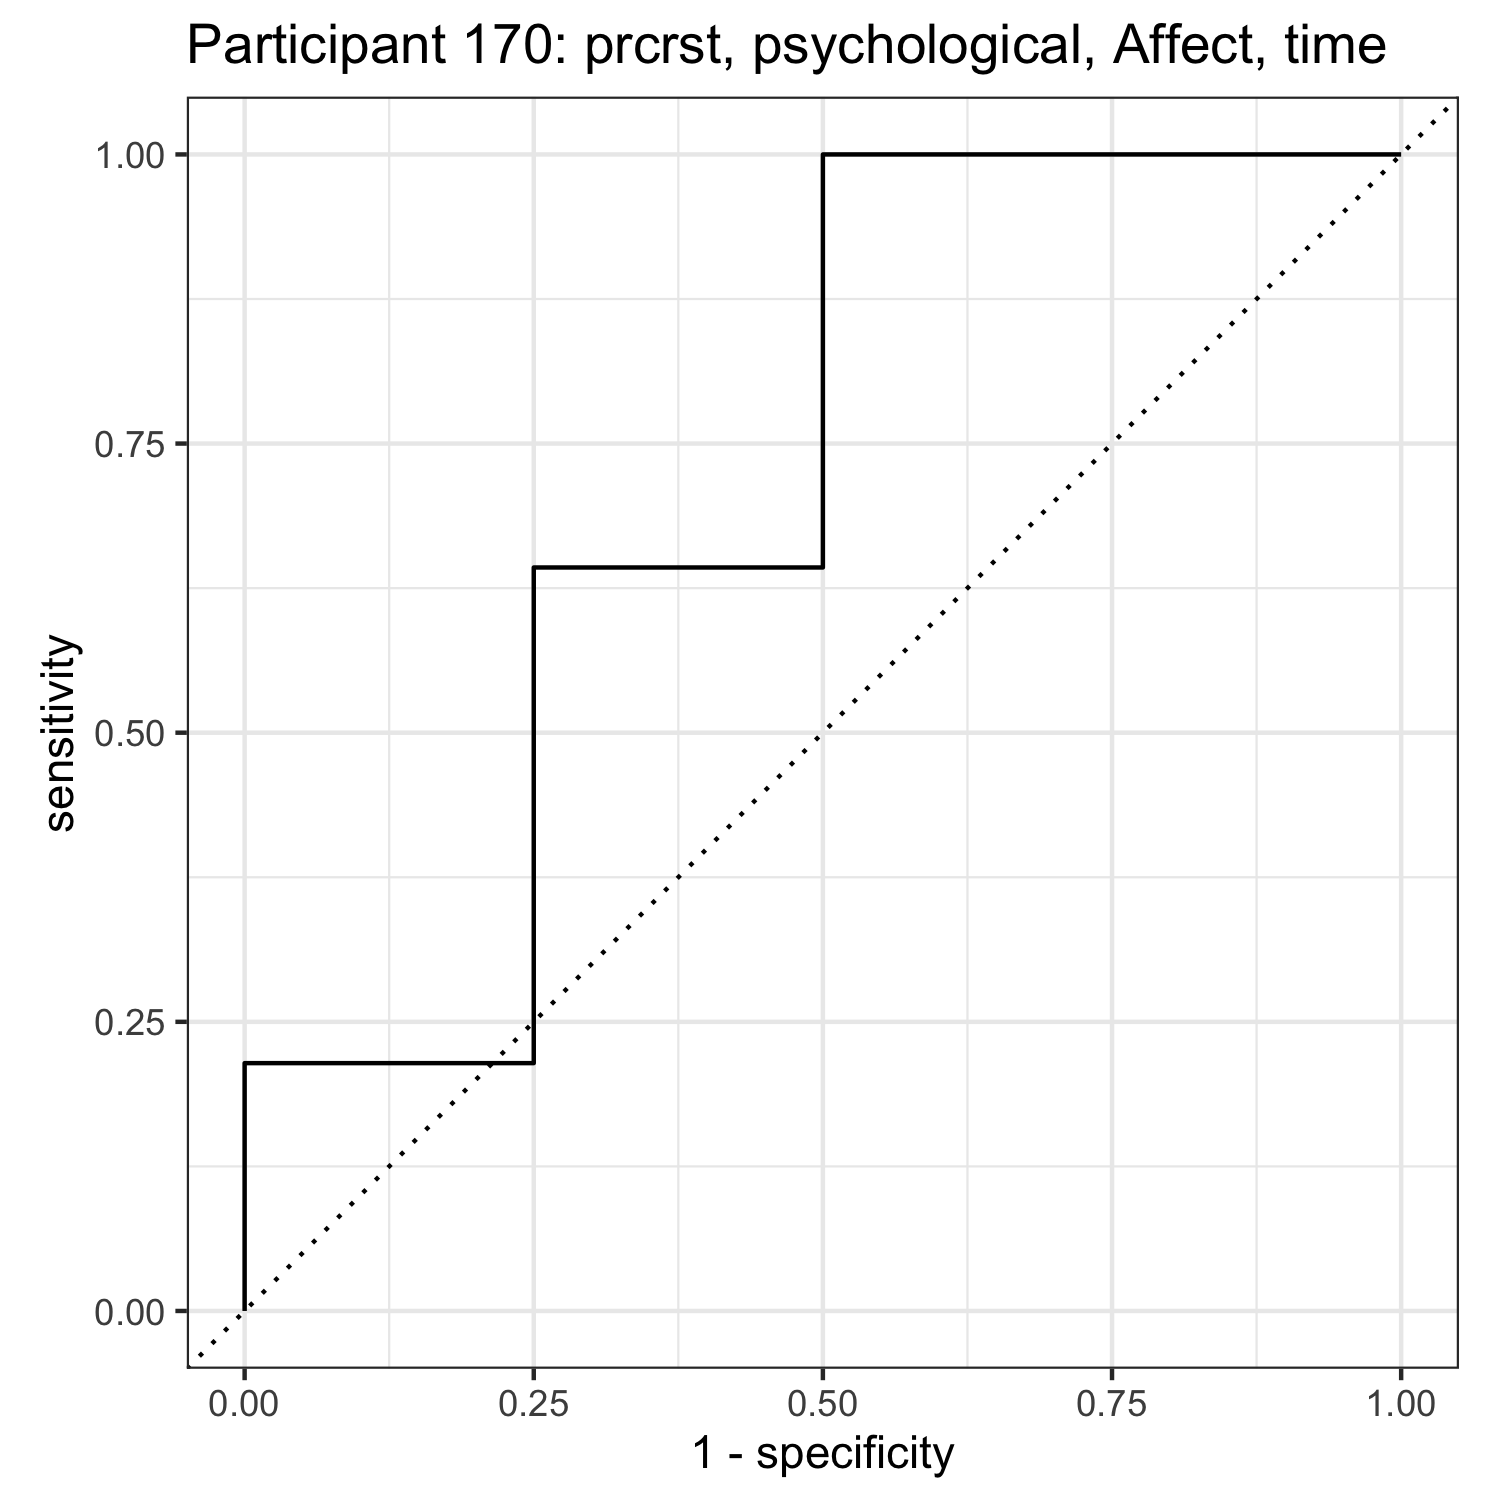 Participant 170: prcrst, psychological, Affect, time
1.00
0.75
0.50
0.25
0.00
sensitivity
0.00 0.25 0.50 0.75 1.00
1 - specificity